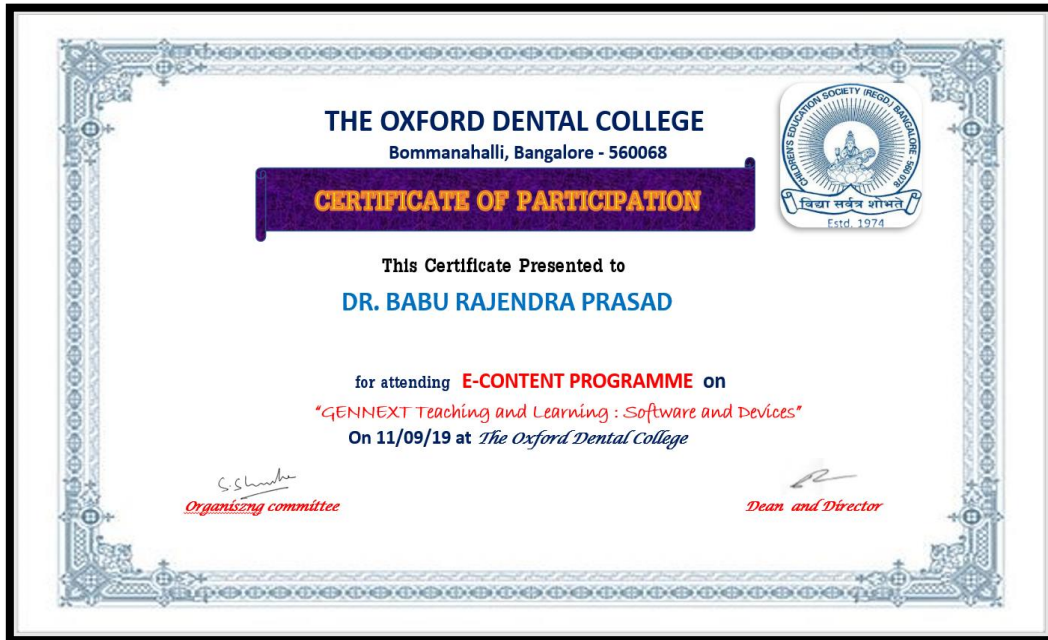 THE OXFORD DENTAL COLLEGE
Bommanahalli, Bangalore - 560068
CHILDREN'S EDUCATION SOCIETY (REGD.) BANGALORE - 560 078
विद्या सर्वत्र शोभते
Estd. 1974
CERTIFICATE OF PARTICIPATION
This Certificate Presented to
DR. BABU RAJENDRA PRASAD
for attending E-CONTENT PROGRAMME on
"GENNEXT Teaching and Learning : Software and Devices"
On 11/09/19 at The Oxford Dental College
Organiszng committee
Dean and Director